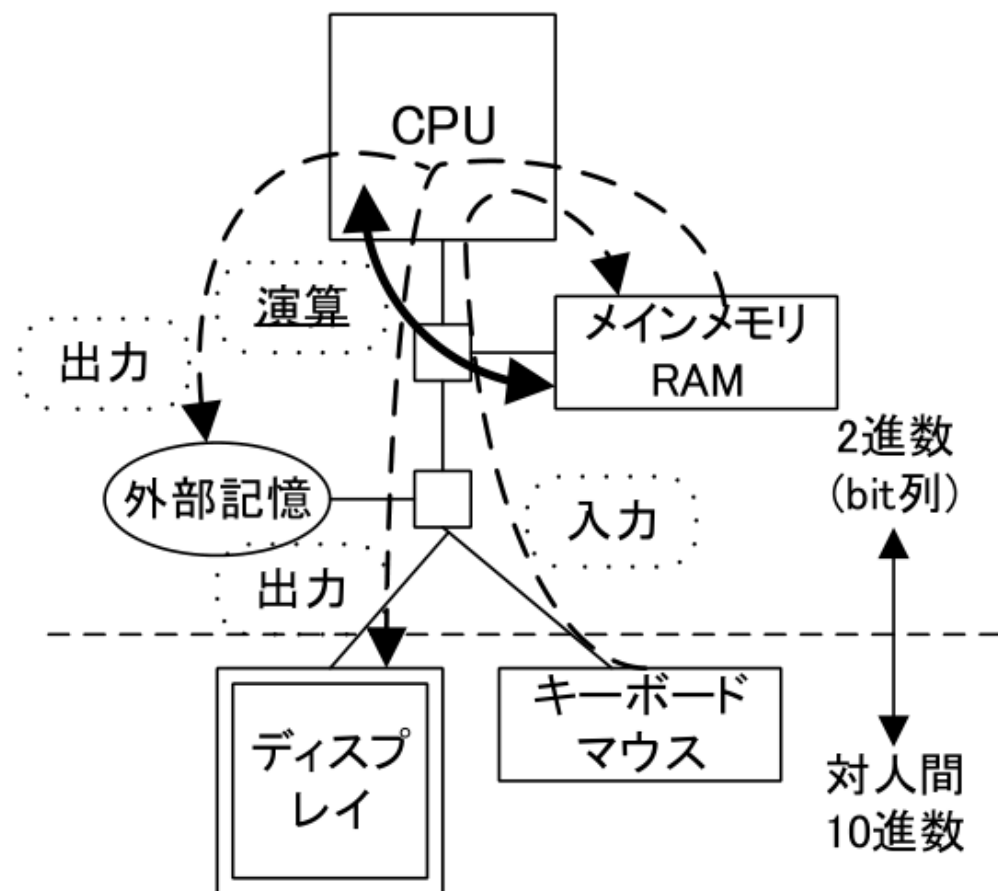 CPU
演算
出力
メインメモリ
RAM
2進数
(bit列)
外部記憶
入力
出力
キーボード
マウス
ディスプ
レイ
対人間
10進数